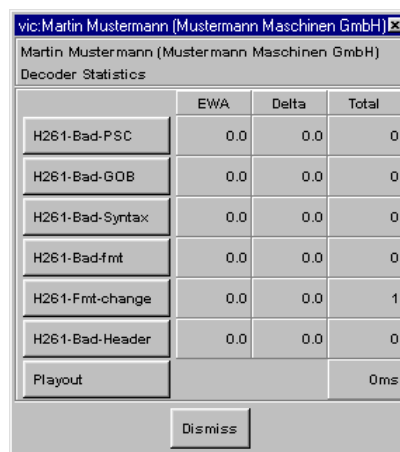 vic:Martin Mustermann (Mustermann Maschinen GmbH)
Martin Mustermann (Mustermann Maschinen GmbH)
Decoder Statistics
EWA Delta Total
H261-Bad-PSC 0.0 0.0 0
H261-Bad-GOB 0.0 0.0 0
H261-Bad-Syntax 0.0 0.0 0
H261-Bad-fmt 0.0 0.0 0
H261-Fmt-change 0.0 0.0 1
H261-Bad-Header 0.0 0.0 0
Playout 0ms
Dismiss